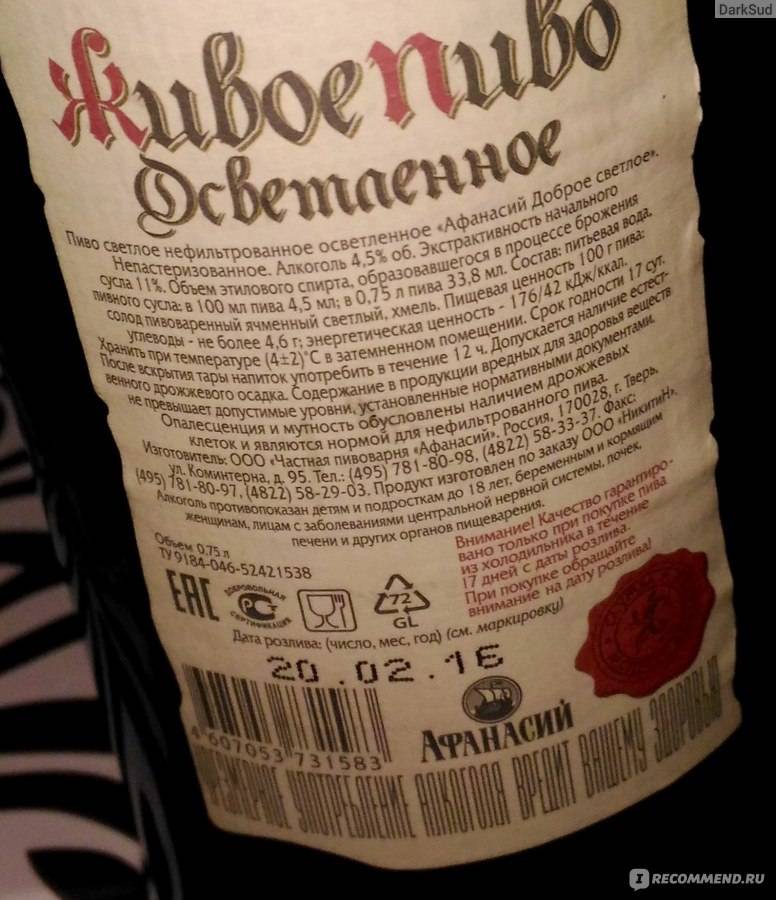 DarkSud
Живое пиво
Осветленное
Пиво светлое нефильтрованное осветленное «Афанасий Доброе светлое».
Непастеризованное. Алкоголь 4,5% об. Экстрактивность начального
сусла 11%. Объем этилового спирта, образовавшегося в процессе брожения
пивного сусла: в 100 мл пива 4,5 мл; в 0,75 л пива 33,8 мл. Состав: питьевая вода,
солод пивоваренный ячменный светлый, хмель. Пищевая ценность 100 г пива:
углеводы - не более 4,6 г; энергетическая ценность - 176/42 кДж/ккал.
Хранить при температуре (4±2)°С в затемненном помещении. Срок годности 17 сут.
После вскрытия тары напиток употребить в течение 12 ч. Допускается наличие естест-
венного дрожжевого осадка. Содержание в продукции вредных для здоровья веществ
не превышает допустимые уровни, установленные нормативными документами.
Опалесценция и мутность обусловлены наличием дрожжевых
клеток и являются нормой для нефильтрованного пива.
Изготовитель: ООО «Частная пивоварня «Афанасий», Россия, 170028, г. Тверь,
ул. Коминтерна, д. 95. Тел.: (495) 781-80-98, (4822) 58-33-37. Факс:
(495) 781-80-97, (4822) 58-29-03. Продукт изготовлен по заказу ООО «НикитиН».
Алкоголь противопоказан детям и подросткам до 18 лет, беременным и кормящим
женщинам, лицам с заболеваниями центральной нервной системы, почек,
печени и других органов пищеварения.
Объем 0,75 л
ТУ 9184-046-52421538
Внимание! Качество гарантиро-
вано только при покупке пива
из холодильника в течение
17 дней с даты розлива.
При покупке обращайте
внимание на дату розлива!
ЕАС
ДОБРОВОЛЬНАЯ
СЕРТИФИКАЦИЯ
72
GL
Дата розлива: (число, мес, год) (см. маркировку)
20.02.16
4 607053 731583
АФАНАСИЙ
ЧРЕЗМЕРНОЕ УПОТРЕБЛЕНИЕ АЛКОГОЛЯ ВРЕДИТ ВАШЕМУ ЗДОРОВЬЮ
IRECOMMEND.RU